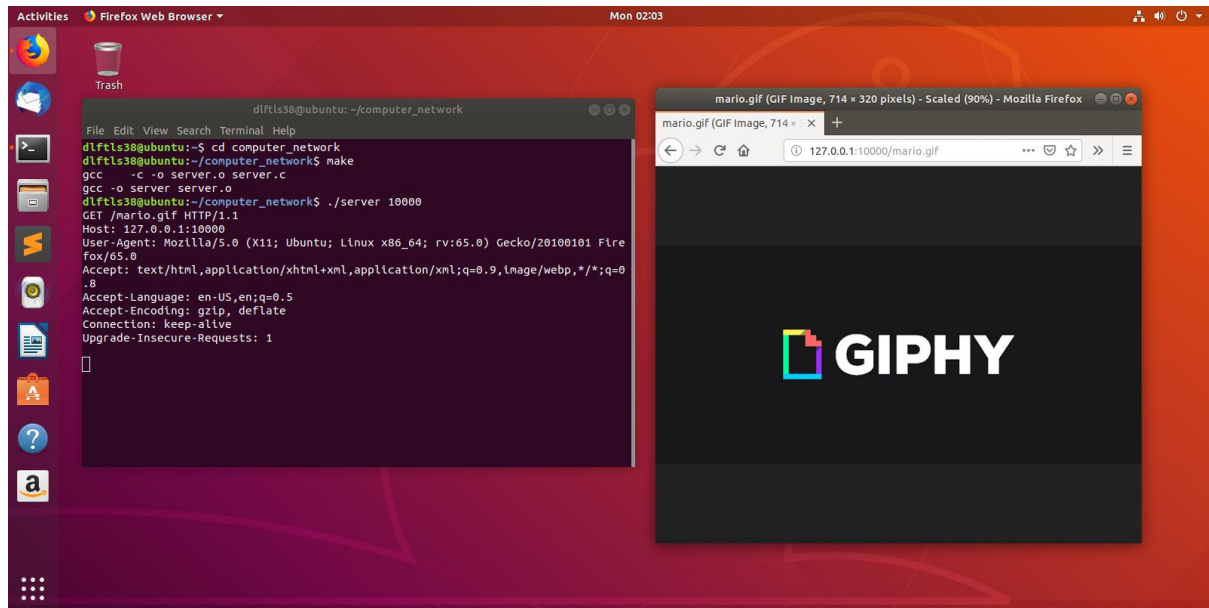 Activities Firefox Web Browser Mon 02:03
Trash
dlftls38@ubuntu: ~/computer_network
File Edit View Search Terminal Help
dlftls38@ubuntu:~$ cd computer_network
dlftls38@ubuntu:~/computer_network$ make
gcc    -c -o server.o server.c
gcc -o server server.o
dlftls38@ubuntu:~/computer_network$ ./server 10000
GET /mario.gif HTTP/1.1
Host: 127.0.0.1:10000
User-Agent: Mozilla/5.0 (X11; Ubuntu; Linux x86_64; rv:65.0) Gecko/20100101 Fire
fox/65.0
Accept: text/html,application/xhtml+xml,application/xml;q=0.9,image/webp,*/*;q=0
.8
Accept-Language: en-US,en;q=0.5
Accept-Encoding: gzip, deflate
Connection: keep-alive
Upgrade-Insecure-Requests: 1
mario.gif (GIF Image, 714 × 320 pixels) - Scaled (90%) - Mozilla Firefox
mario.gif (GIF Image, 714 ×
127.0.0.1:10000/mario.gif
GIPHY